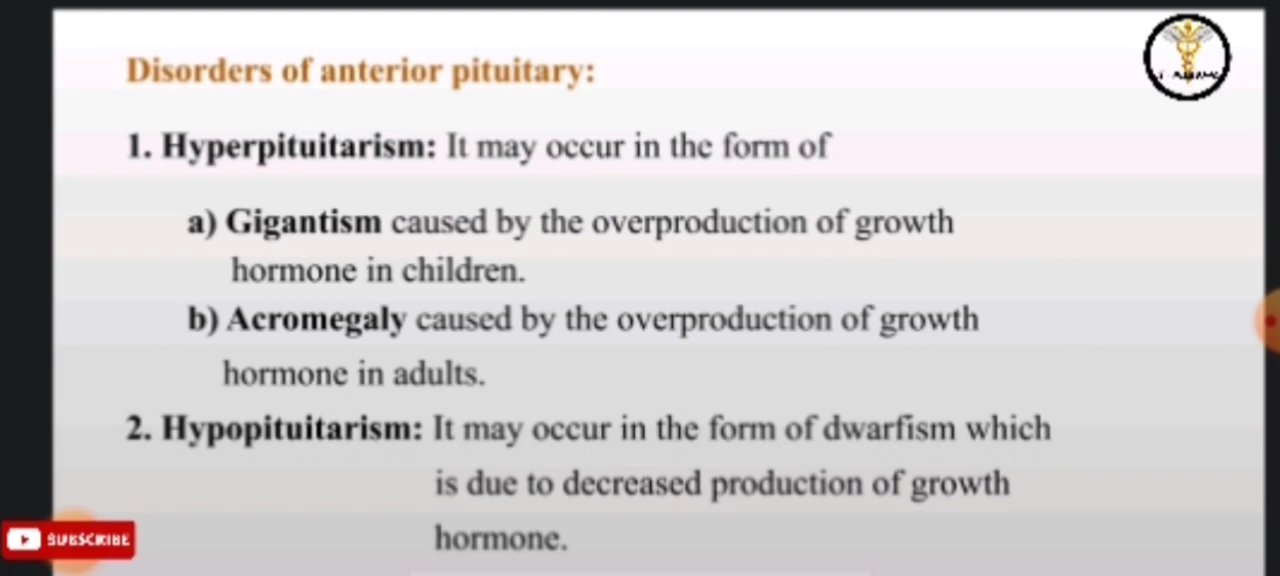 Disorders of anterior pituitary:
1. Hyperpituitarism: It may occur in the form of
a) Gigantism caused by the overproduction of growth
hormone in children.
b) Acromegaly caused by the overproduction of growth
hormone in adults.
2. Hypopituitarism: It may occur in the form of dwarfism which
is due to decreased production of growth
hormone.
SUBSCRIBE